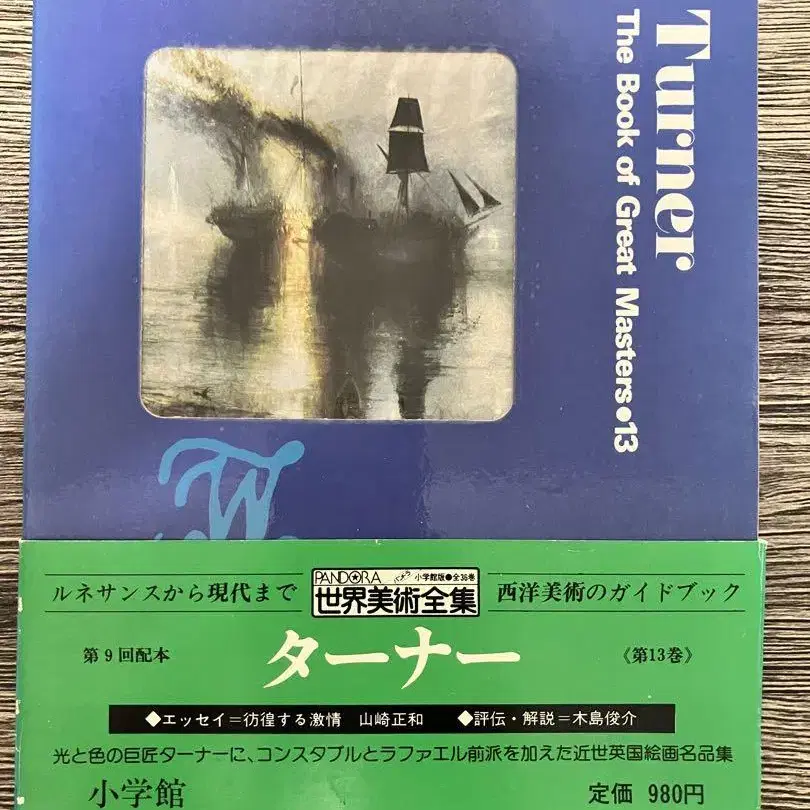 Turner
The Book of Great Masters●13
ルネサンスから現代まで
PANDORA パンドラ 小学館版●全36巻
世界美術全集
西洋美術のガイドブック
第9回配本
ターナー
《第13巻》
◆エッセイ=彷徨する激情 山崎正和 ◆評伝・解説=木島俊介
光と色の巨匠ターナーに、コンスタブルとラファエル前派を加えた近世英国絵画名品集
小学館
定価 980円